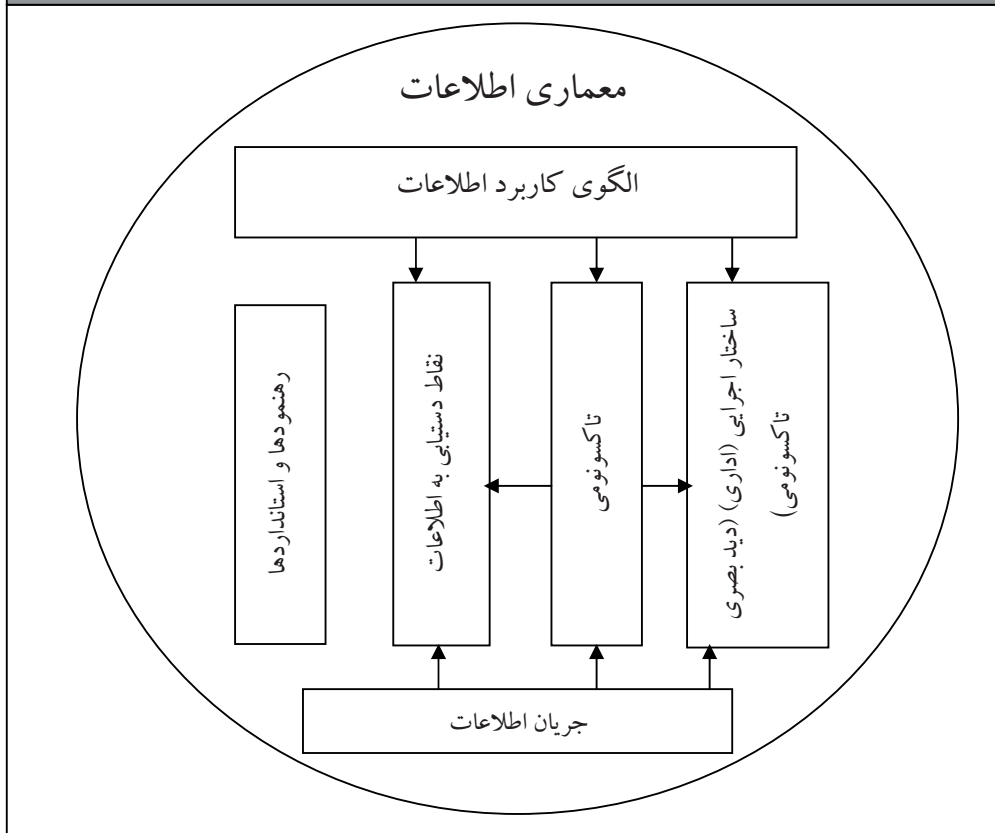 معماری اطلاعات
الگوی کاربرد اطلاعات
ساختار اجرایی (اداری) (دید بصری
تاکسونومی)
تاکسونومی
نقاط دستیابی به اطلاعات
رهنمودها و استانداردها
جریان اطلاعات